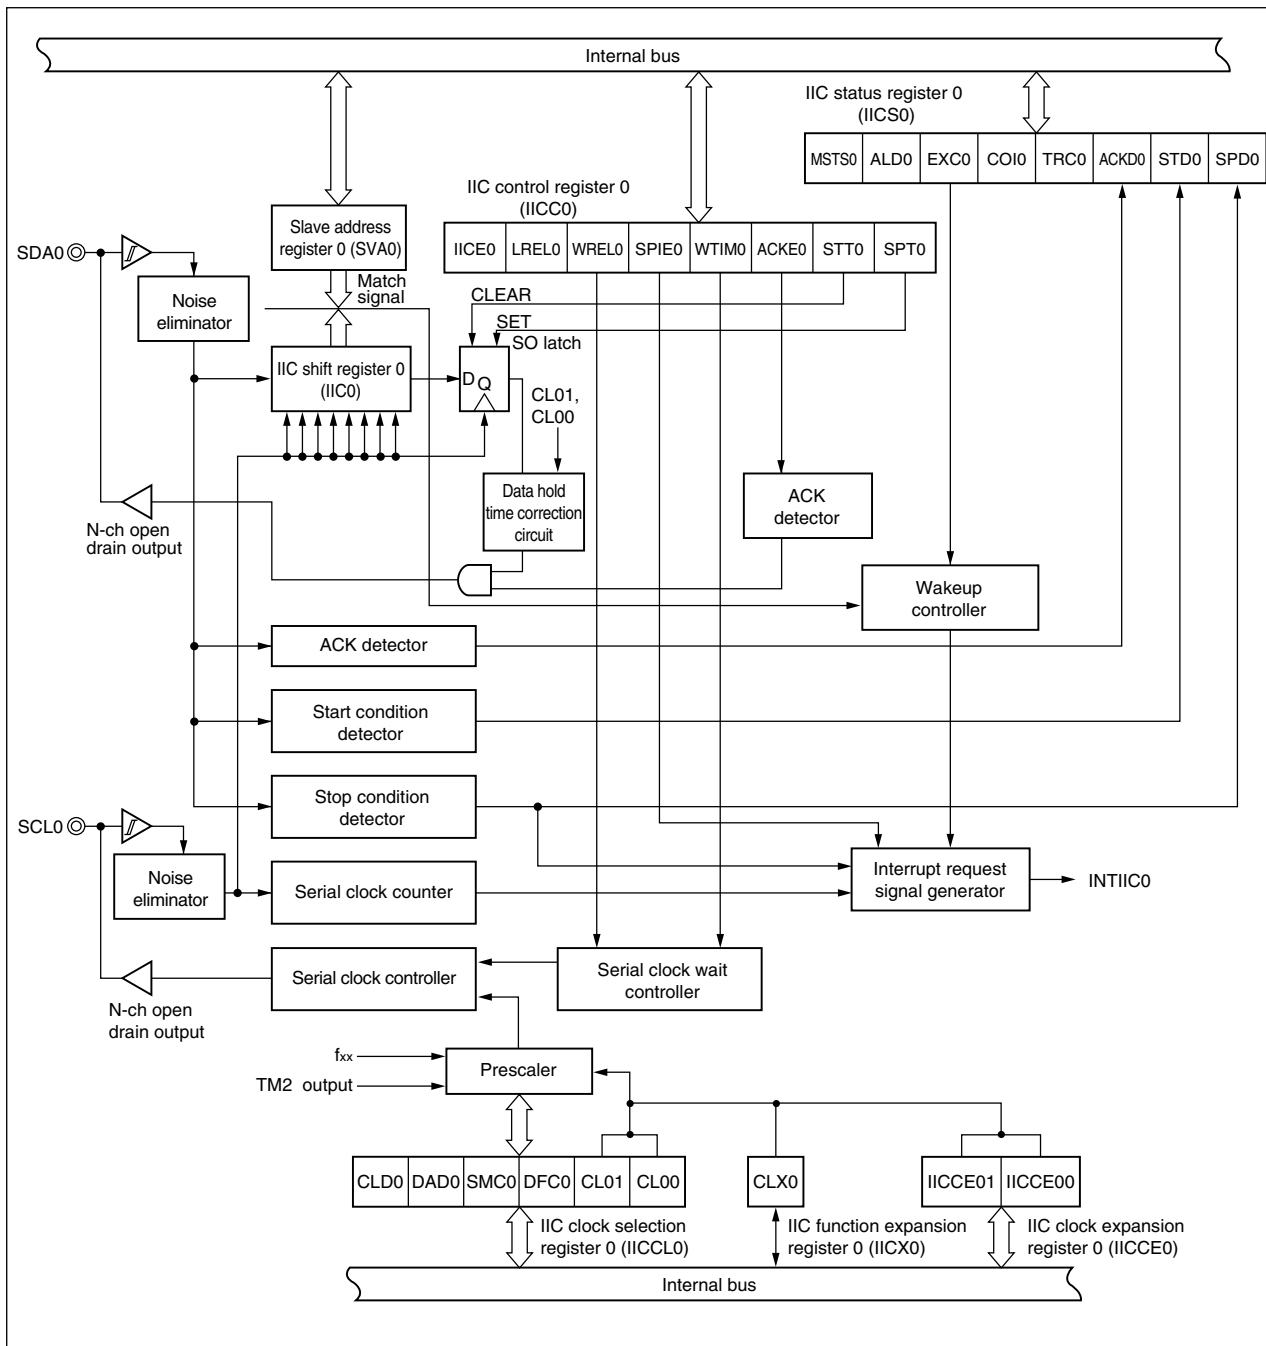 Internal bus
IIC status register 0
(IICS0)
MSTS0 ALD0 EXC0 COI0 TRC0 ACKD0 STD0 SPD0
IIC control register 0
(IICC0)
Slave address
register 0 (SVA0)
IICE0 LREL0 WREL0 SPIE0 WTIM0 ACKE0 STT0 SPT0
SDA0
Match
signal
Noise
eliminator
CLEAR
SET
SO latch
IIC shift register 0
(IIC0)
D Q
CL01,
CL00
Data hold
time correction
circuit
ACK
detector
N-ch open
drain output
Wakeup
controller
ACK detector
Start condition
detector
Stop condition
detector
SCL0
Noise
eliminator
Serial clock counter
Interrupt request
signal generator
INTIIC0
Serial clock controller
Serial clock wait
controller
N-ch open
drain output
fxx
TM2 output
Prescaler
CLD0 DAD0 SMC0 DFC0 CL01 CL00
CLX0
IICCE01 IICCE00
IIC clock selection
register 0 (IICCL0)
IIC function expansion
register 0 (IICX0)
IIC clock expansion
register 0 (IICCE0)
Internal bus